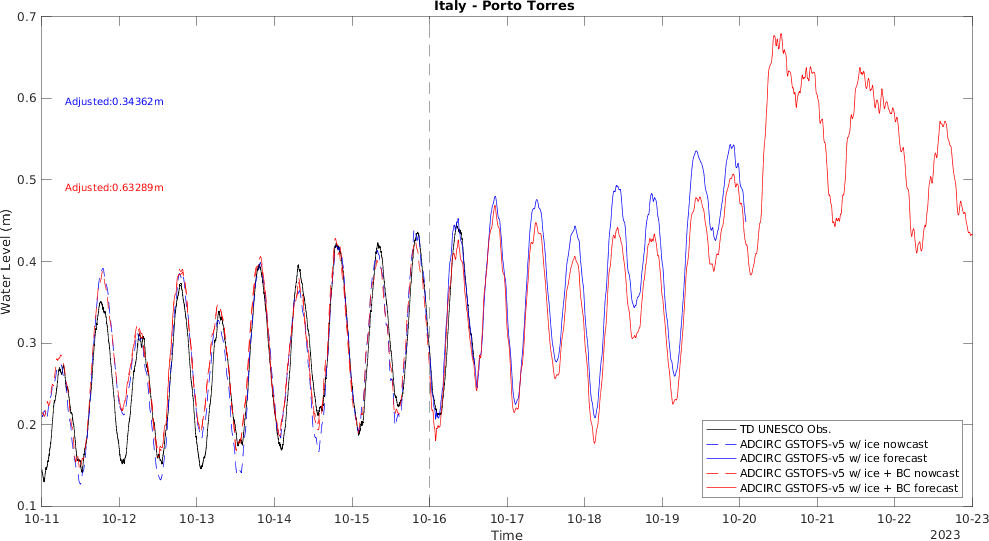 Italy - Porto Torres
Water Level (m)
0.7
0.6
0.5
0.4
0.3
0.2
0.1
Adjusted:0.34362m
Adjusted:0.63289m
TD UNESCO Obs.
ADCIRC GSTOFS-v5 w/ ice nowcast
ADCIRC GSTOFS-v5 w/ ice forecast
ADCIRC GSTOFS-v5 w/ ice + BC nowcast
ADCIRC GSTOFS-v5 w/ ice + BC forecast
10-11 10-12 10-13 10-14 10-15 10-16 10-17 10-18 10-19 10-20 10-21 10-22 10-23
Time
2023